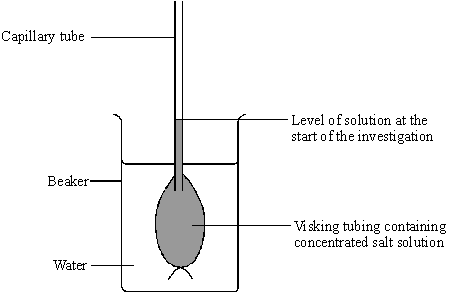 Capillary tube
Level of solution at the
start of the investigation
Beaker
Visking tubing containing
concentrated salt solution
Water